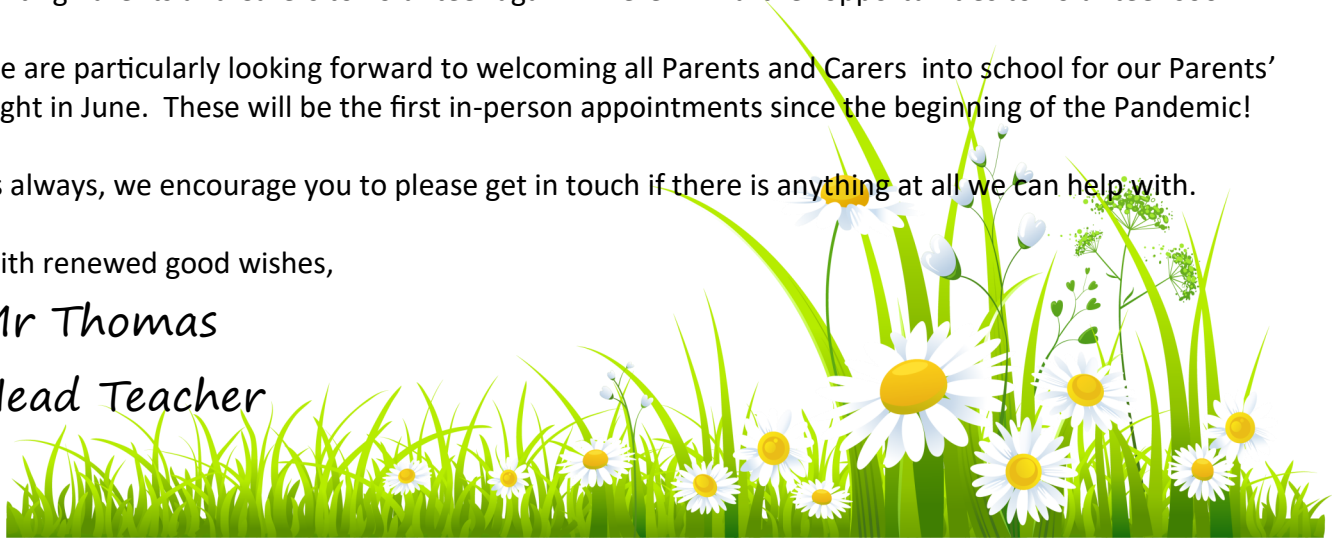 e are particularly looking forward to welcoming all Parents and Carers into school for our Parents'
ght in June. These will be the first in-person appointments since the beginning of the Pandemic!
s always, we encourage you to please get in touch if there is anything at all we can help with.
ith renewed good wishes,
Mr Thomas
Head Teacher